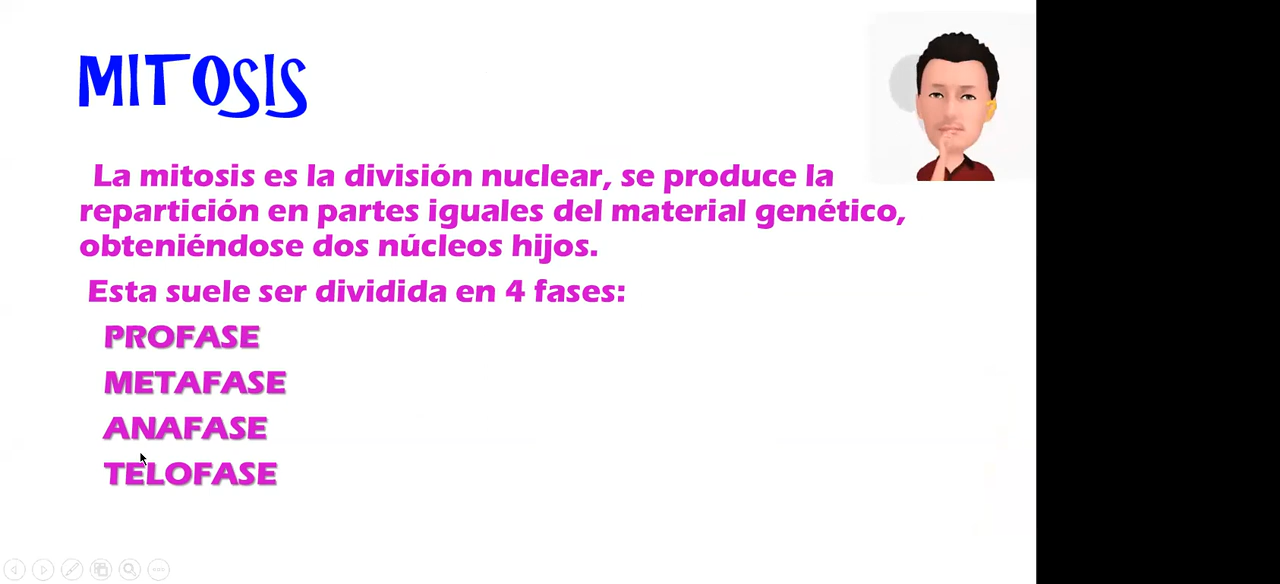 MITOSIS
La mitosis es la división nuclear, se produce la
repartición en partes iguales del material genético,
obteniéndose dos núcleos hijos.
Esta suele ser dividida en 4 fases:
PROFASE
METAFASE
ANAFASE
TELOFASE